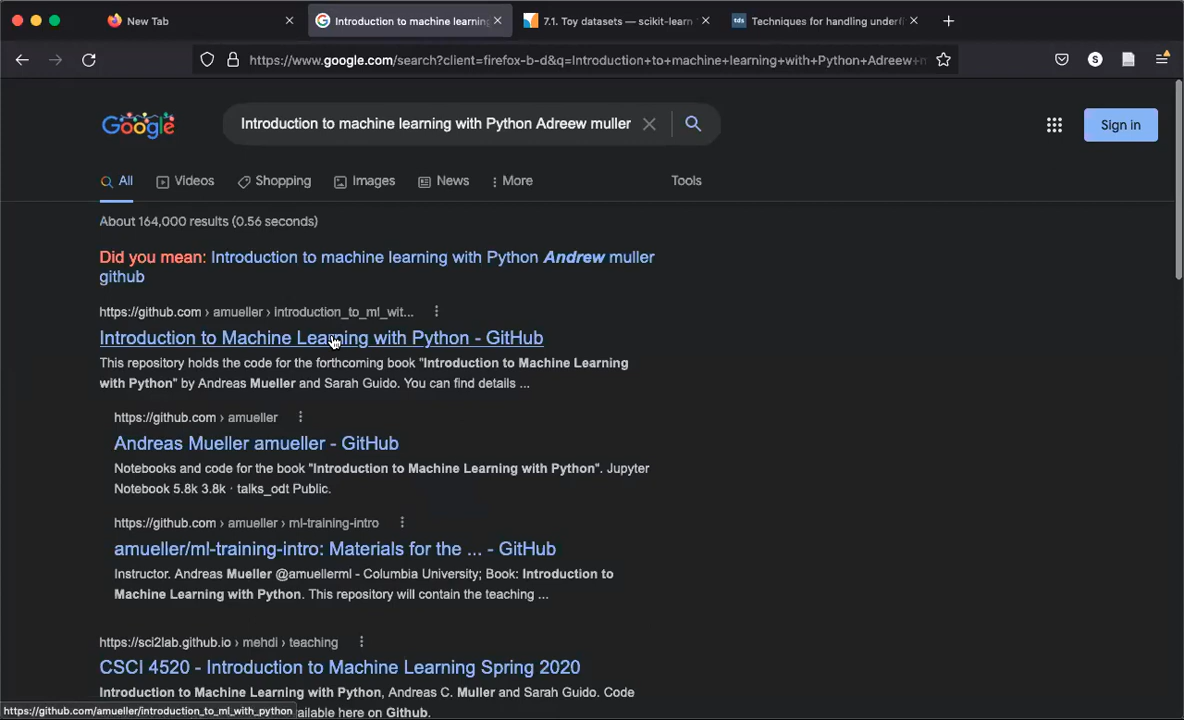 New Tab
Introduction to machine learning
7.1. Toy datasets — scikit-learn
tds Techniques for handling underfi
https://www.google.com/search?client=firefox-b-d&q=Introduction+to+machine+learning+with+Python+Adreew+m
S
Google
Introduction to machine learning with Python Adreew muller
Sign in
All
Videos
Shopping
Images
News
More
Tools
About 164,000 results (0.56 seconds)
Did you mean: Introduction to machine learning with Python Andrew muller
github
https://github.com › amueller › introduction_to_ml_wit...
Introduction to Machine Learning with Python - GitHub
This repository holds the code for the forthcoming book "Introduction to Machine Learning
with Python" by Andreas Mueller and Sarah Guido. You can find details ...
https://github.com › amueller
Andreas Mueller amueller - GitHub
Notebooks and code for the book "Introduction to Machine Learning with Python". Jupyter
Notebook 5.8k 3.8k · talks_odt Public.
https://github.com › amueller › ml-training-intro
amueller/ml-training-intro: Materials for the ... - GitHub
Instructor. Andreas Mueller @amuellerml - Columbia University; Book: Introduction to
Machine Learning with Python. This repository will contain the teaching ...
https://sci2lab.github.io › mehdi › teaching
CSCI 4520 - Introduction to Machine Learning Spring 2020
Introduction to Machine Learning with Python, Andreas C. Muller and Sarah Guido. Code
https://github.com/amueller/introduction_to_ml_with_python
ailable here on Github.